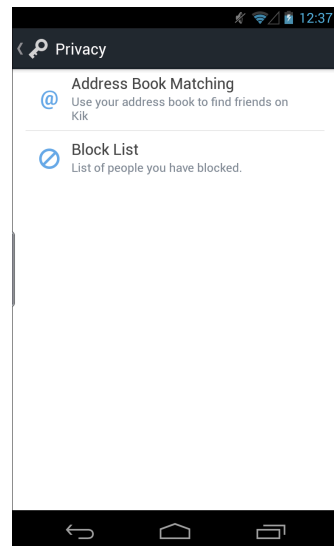 12:37
Privacy
Address Book Matching
Use your address book to find friends on
Kik
Block List
List of people you have blocked.